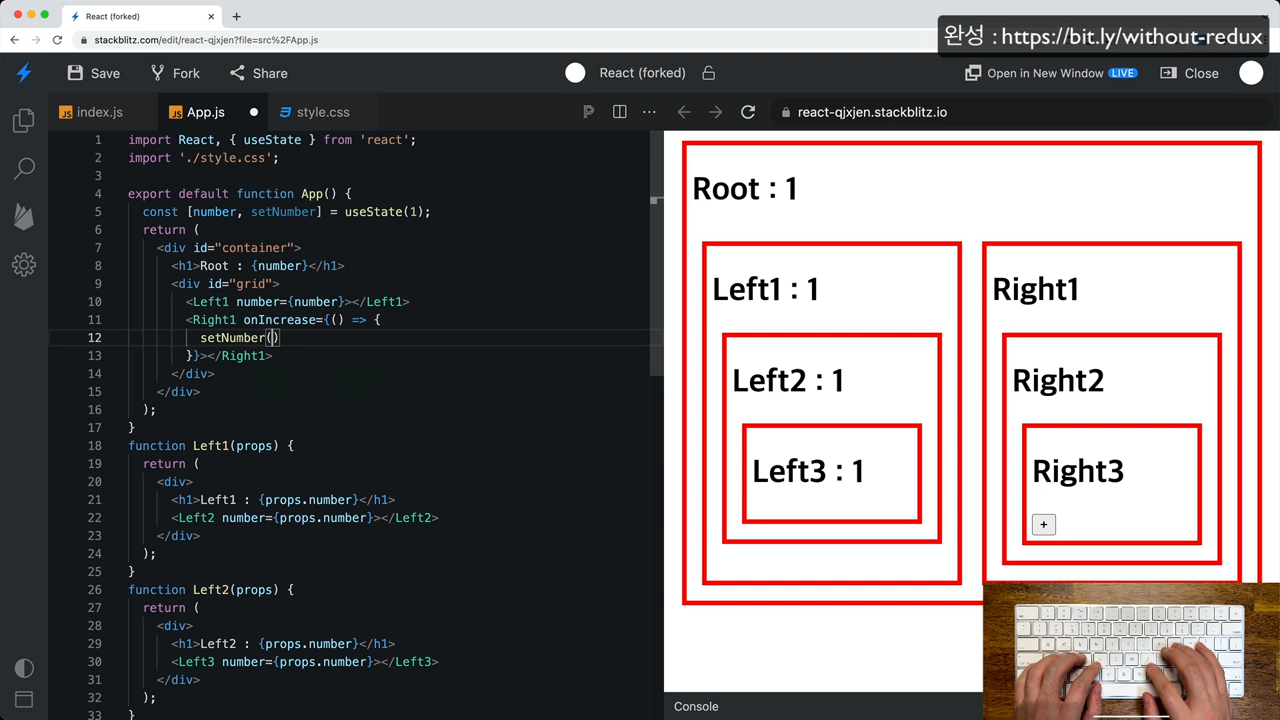 React (forked)
stackblitz.com/edit/react-qjxjen?file=src%2FApp.js
완성 : https://bit.ly/without-redux
Save
Fork
Share
React (forked)
Open in New Window
LIVE
Close
index.js
App.js
style.css
react-qjxjen.stackblitz.io
1 import React, { useState } from 'react';
2 import './style.css';
3
4 export default function App() {
5 const [number, setNumber] = useState(1);
6 return (
7 <div id="container">
8 <h1>Root : {number}</h1>
9 <div id="grid">
10 <Left1 number={number}></Left1>
11 <Right1 onIncrease={() => {
12 setNumber()
13 }}></Right1>
14 </div>
15 </div>
16 );
17 }
18 function Left1(props) {
19 return (
20 <div>
21 <h1>Left1 : {props.number}</h1>
22 <Left2 number={props.number}></Left2>
23 </div>
24 );
25 }
26 function Left2(props) {
27 return (
28 <div>
29 <h1>Left2 : {props.number}</h1>
30 <Left3 number={props.number}></Left3>
31 </div>
32 );
33 }
Root : 1
Left1 : 1
Left2 : 1
Left3 : 1
Right1
Right2
Right3
+
Console